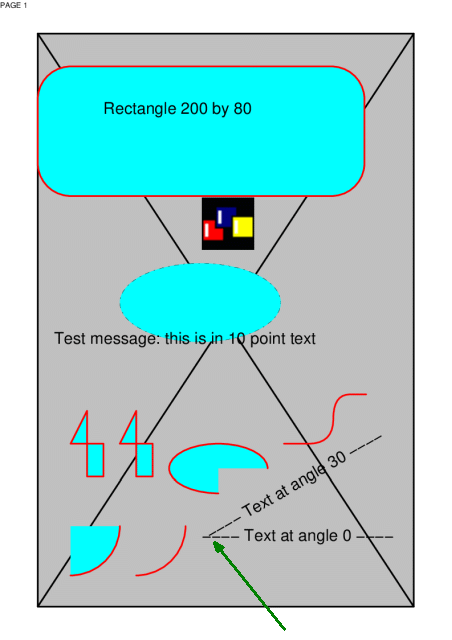 PAGE 1
Rectangle 200 by 80
Test message: this is in 10 point text
---- Text at angle 30 ----
---- Text at angle 0 ----